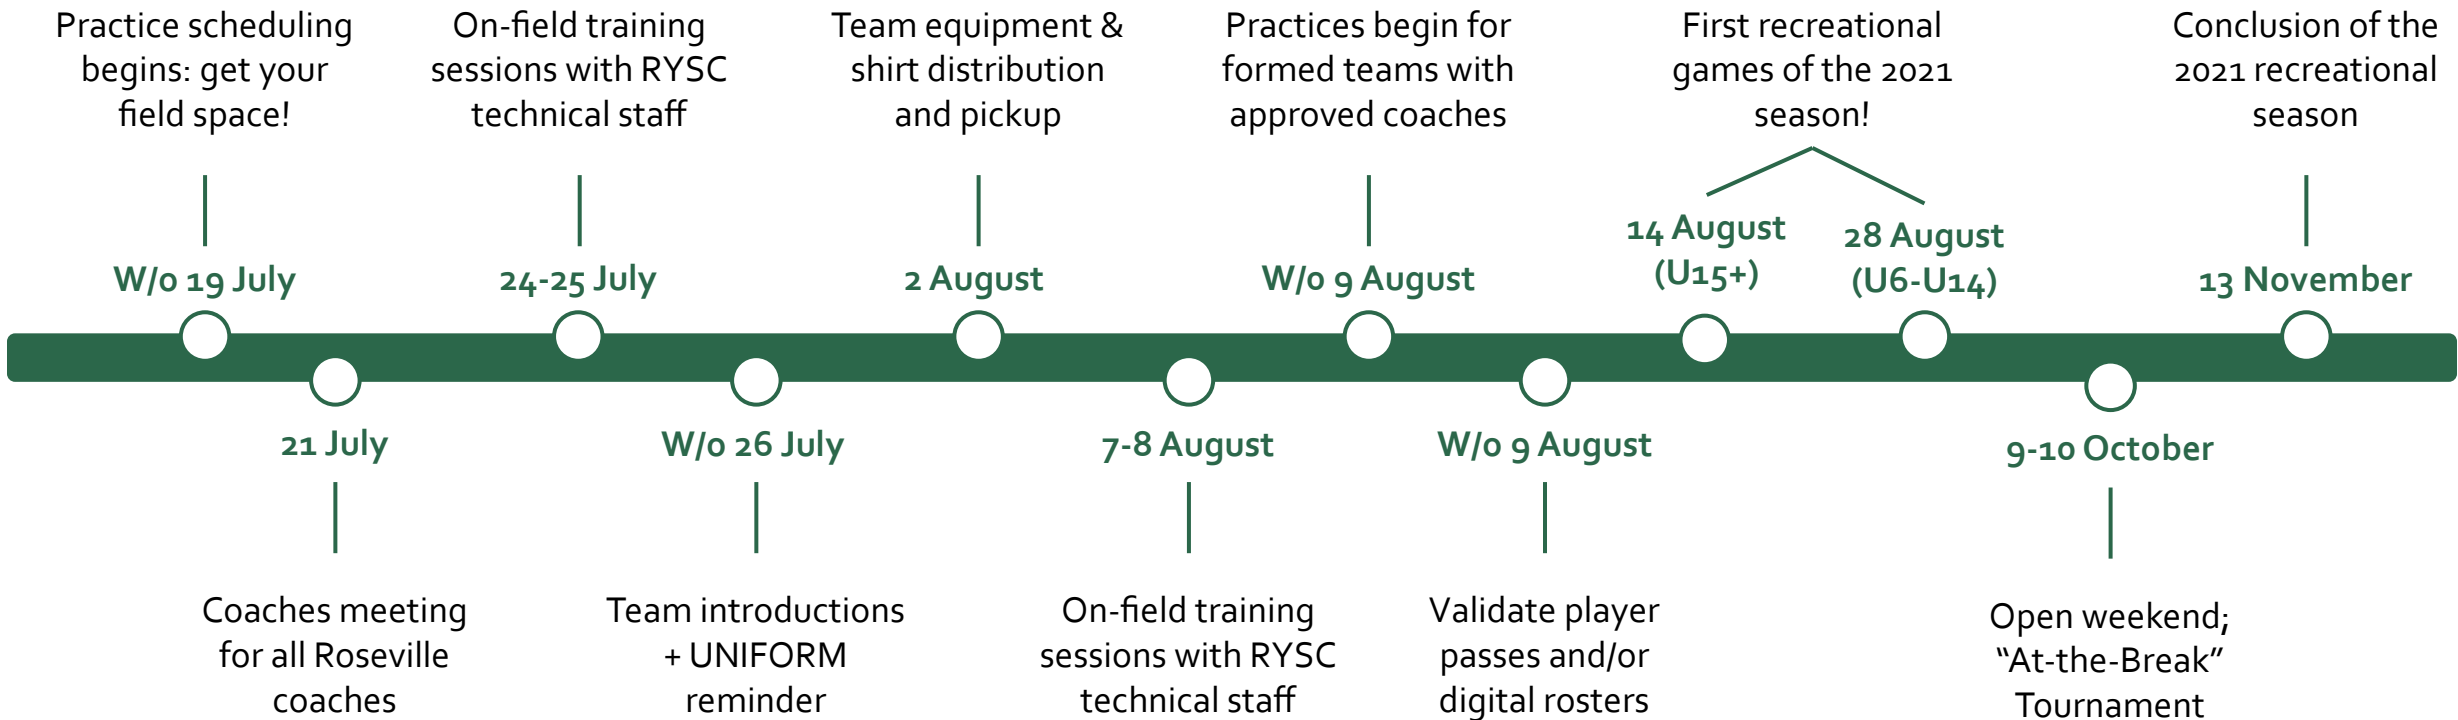 Practice scheduling
begins: get your
field space!
W/o 19 July
21 July
Coaches meeting
for all Roseville
coaches
On-field training
sessions with RYSC
technical staff
24-25 July
W/o 26 July
Team introductions
+ UNIFORM
reminder
Team equipment &
shirt distribution
and pickup
2 August
7-8 August
On-field training
sessions with RYSC
technical staff
Practices begin for
formed teams with
approved coaches
W/o 9 August
W/o 9 August
Validate player
passes and/or
digital rosters
First recreational
games of the 2021
season!
14 August
(U15+)
28 August
(U6-U14)
9-10 October
Open weekend;
“At-the-Break”
Tournament
Conclusion of the
2021 recreational
season
13 November